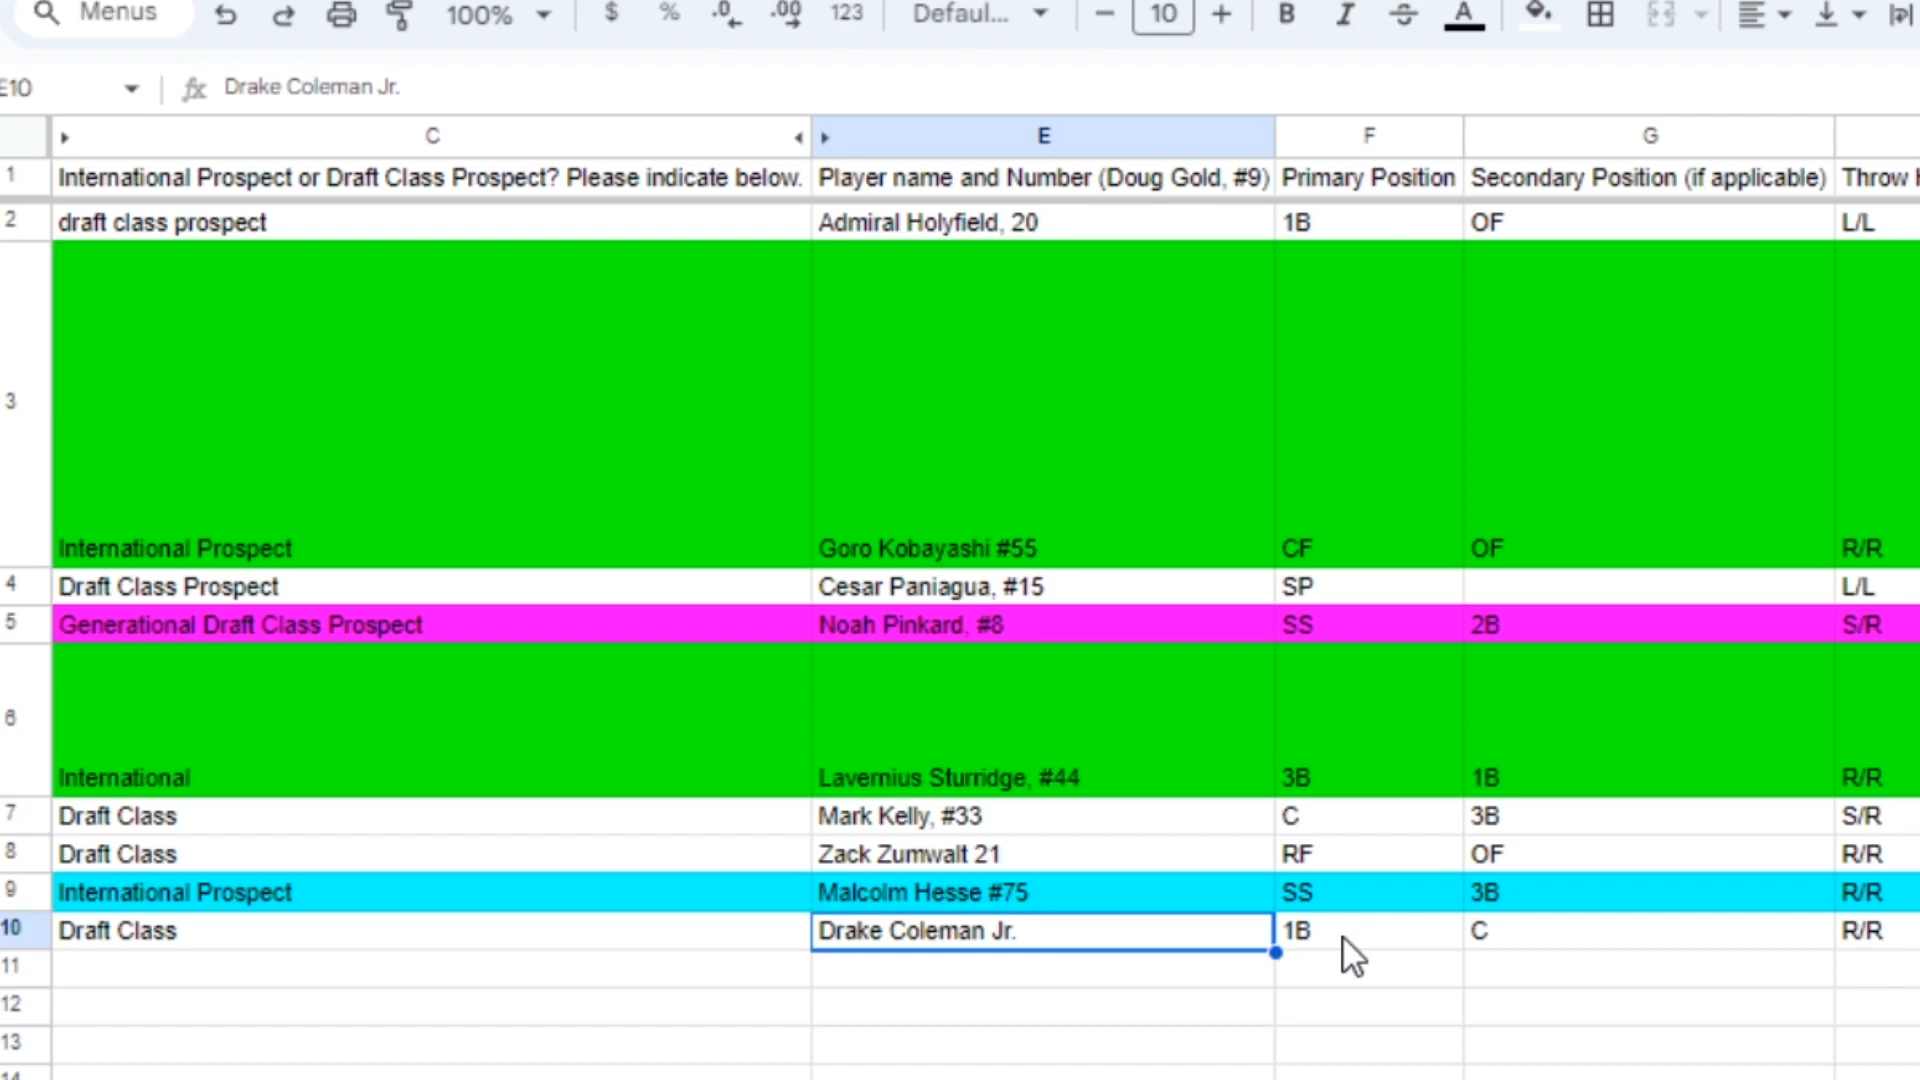 Menus 100% $ % .0 .00 123 Defaul... 10 B I A
E10 fx Drake Coleman Jr.
C E F G
1 International Prospect or Draft Class Prospect? Please indicate below. Player name and Number (Doug Gold, #9) Primary Position Secondary Position (if applicable) Throw
2 draft class prospect Admiral Holyfield, 20 1B OF L/L
3 International Prospect Goro Kobayashi #55 CF OF R/R
4 Draft Class Prospect Cesar Paniagua, #15 SP L/L
5 Generational Draft Class Prospect Noah Pinkard, #8 SS 2B S/R
6 International Lavernius Sturridge, #44 3B 1B R/R
7 Draft Class Mark Kelly, #33 C 3B S/R
8 Draft Class Zack Zumwalt 21 RF OF R/R
9 International Prospect Malcolm Hesse #75 SS 3B R/R
10 Draft Class Drake Coleman Jr. 1B C R/R
11
12
13
14